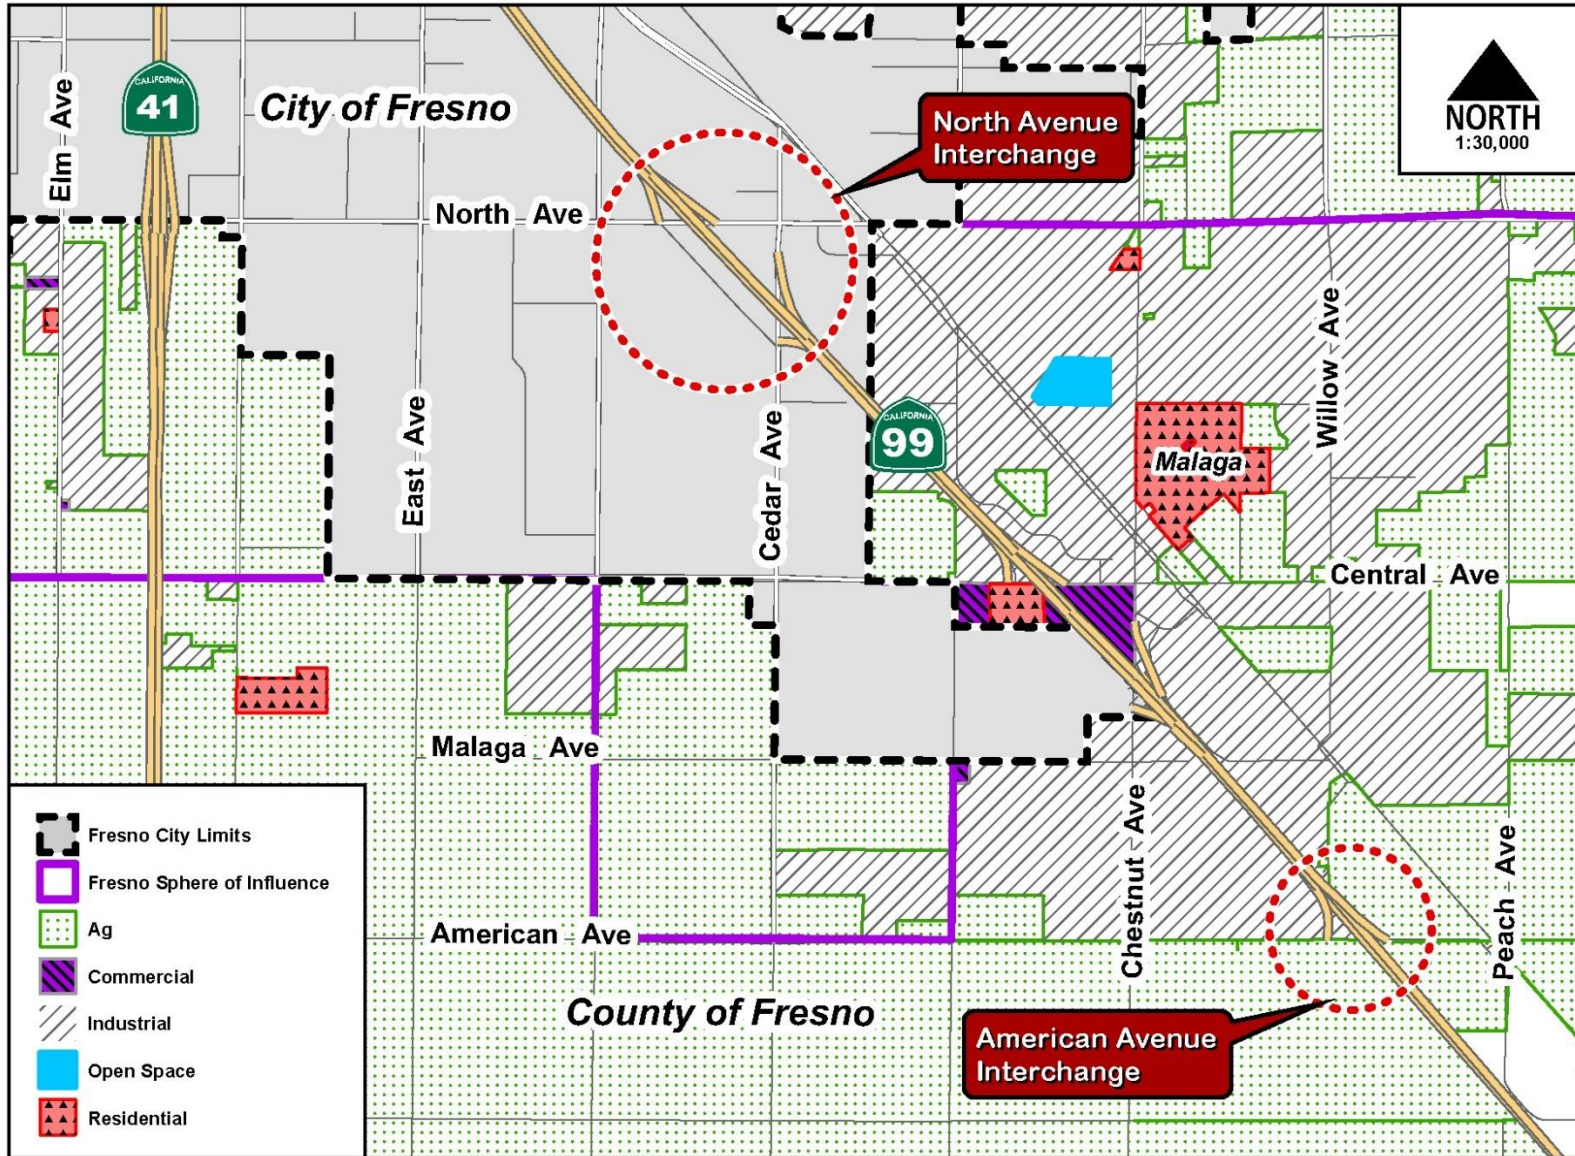 CALIFORNIA
41
City of Fresno
Elm Ave
North Avenue
Interchange
NORTH
1:30,000
North Ave
East Ave
Cedar Ave
CALIFORNIA
99
Malaga
Willow Ave
Central Ave
Malaga Ave
American Ave
Chestnut Ave
Peach Ave
County of Fresno
American Avenue
Interchange
Fresno City Limits
Fresno Sphere of Influence
Ag
Commercial
Industrial
Open Space
Residential